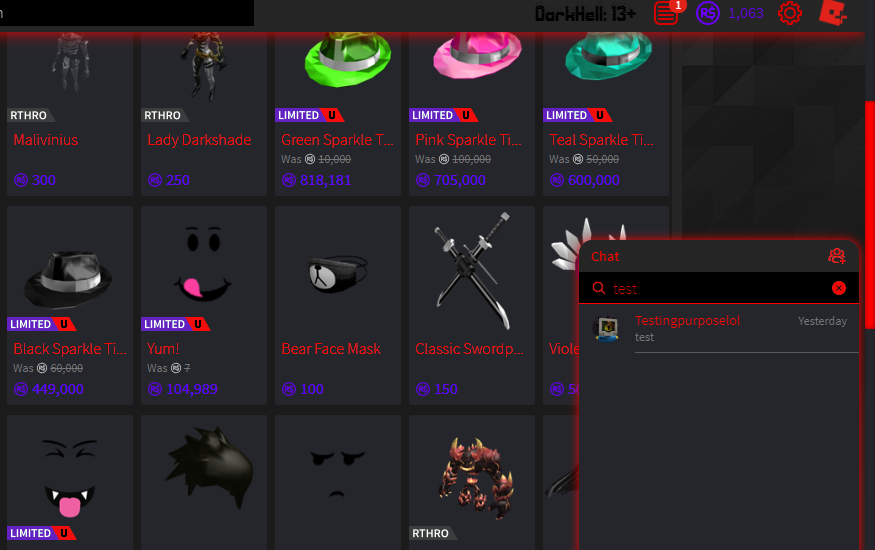 DarkHell: 13+
1
1,063
RTHRO
RTHRO
LIMITED U
LIMITED U
LIMITED U
Malivinius
Lady Darkshade
Green Sparkle T...
Pink Sparkle Ti...
Teal Sparkle Ti...
Was 10,000
Was 100,000
Was 50,000
300
250
818,181
705,000
600,000
Chat
test
Testingpurposelol
Yesterday
test
LIMITED U
LIMITED U
Black Sparkle Ti...
Yum!
Bear Face Mask
Classic Swordp...
Viole
Was 60,000
Was 7
449,000
104,989
100
150
50
LIMITED U
RTHRO